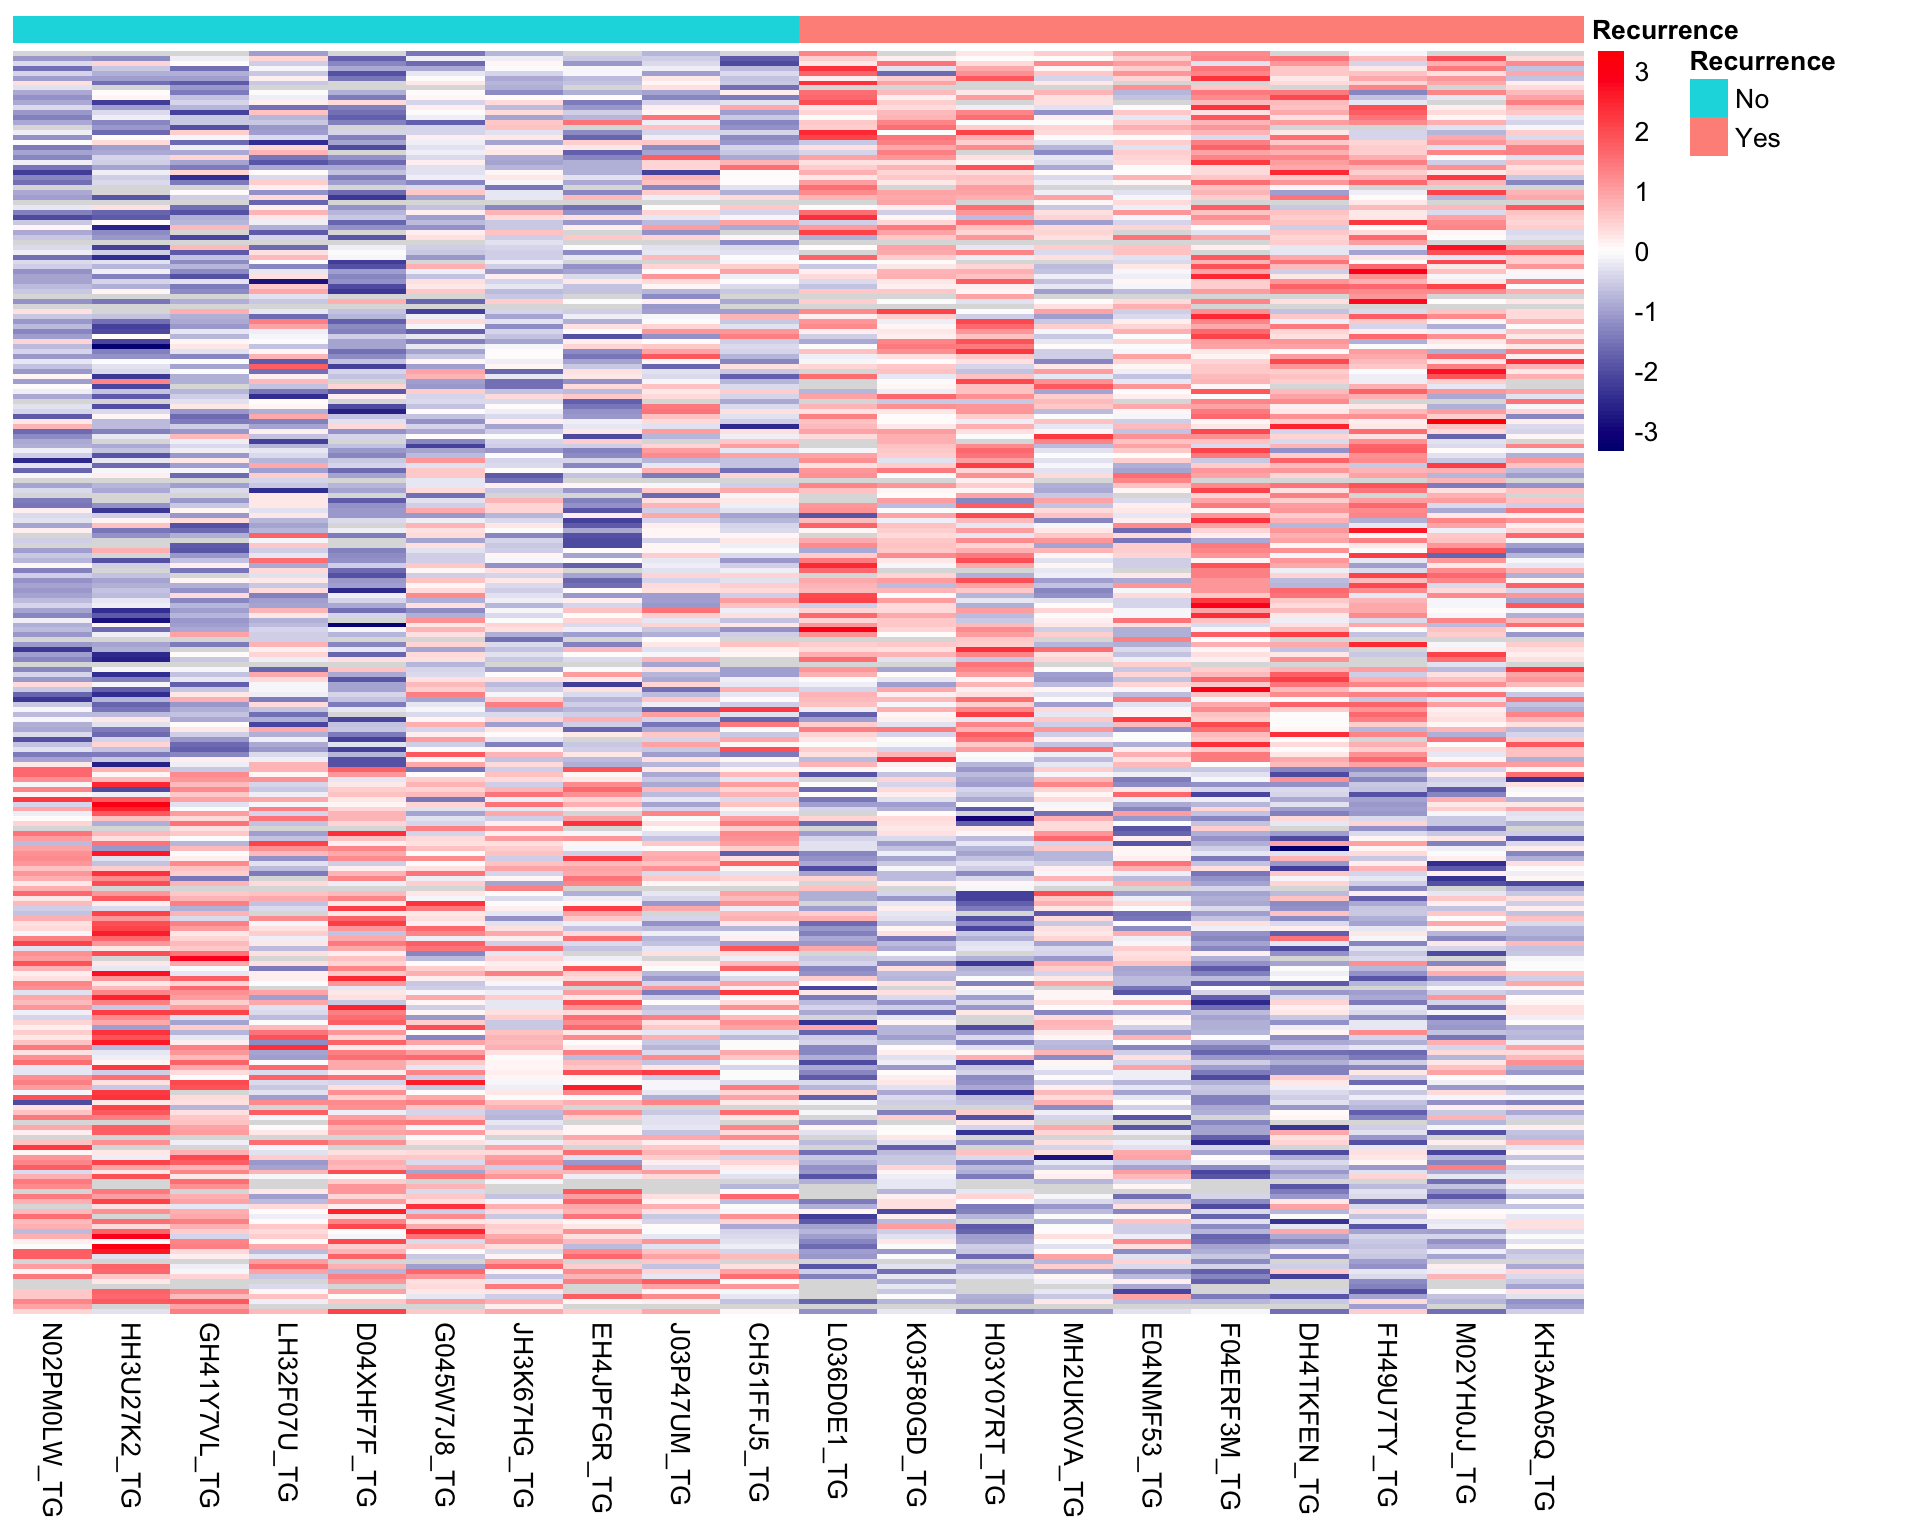 Recurrence
3
2
1
0
-1
-2
-3
Recurrence
No
Yes
N02PM0LW_TG
HH3U27K2_TG
GH41Y7VL_TG
LH32F07U_TG
D04XHF7F_TG
G045W7J8_TG
JH3K67HG_TG
EH4JPFGR_TG
J03P47UM_TG
CH51FFJ5_TG
L036D0E1_TG
K03F80GD_TG
H03Y07RT_TG
MH2UK0VA_TG
E04NMF53_TG
F04ERF3M_TG
DH4TKFEN_TG
FH49U7TY_TG
M02YH0JJ_TG
KH3AA05Q_TG